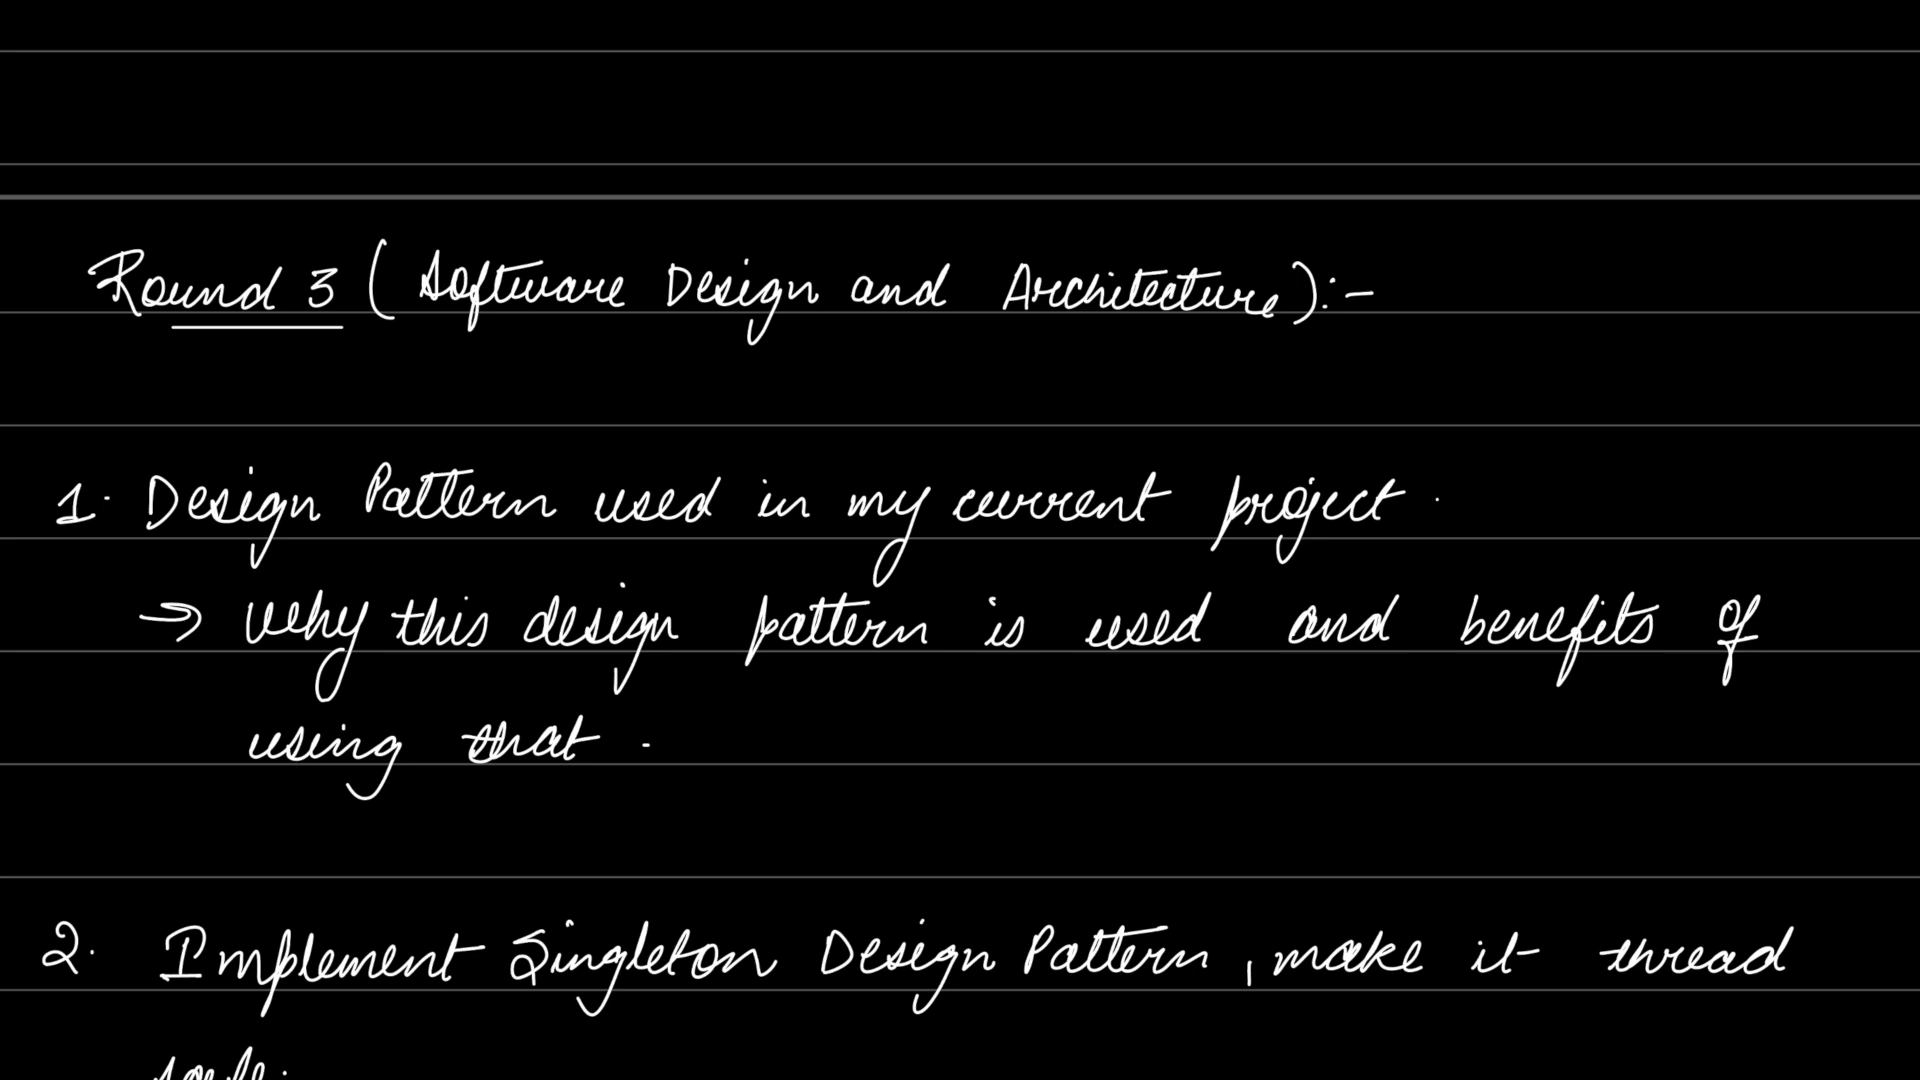 Round 3 (Software Design and Architecture):-
1. Design Pattern used in my current project.
→ Why this design pattern is used and benefits of
using that.
2. Implement Singleton Design Pattern, make it thread